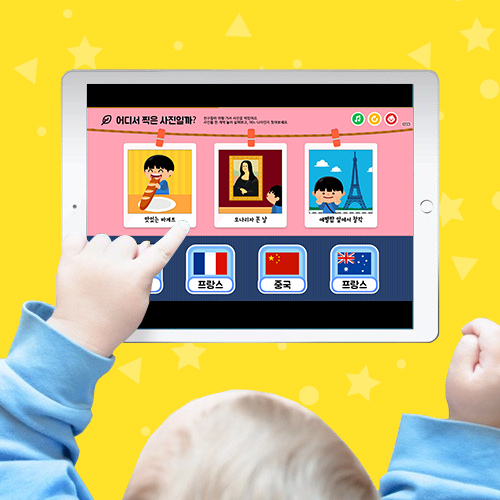 어디서 찍은 사진일까?
맛있는 바게트
모나리자 본 날
에펠탑 앞에서 찰칵
프랑스
중국
프랑스